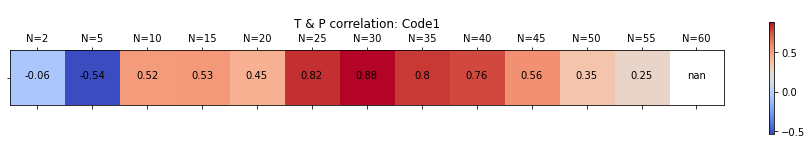 T & P correlation: Code1
N=2 N=5 N=10 N=15 N=20 N=25 N=30 N=35 N=40 N=45 N=50 N=55 N=60
-0.06 -0.54 0.52 0.53 0.45 0.82 0.88 0.8 0.76 0.56 0.35 0.25 nan
0.5
0.0
−0.5